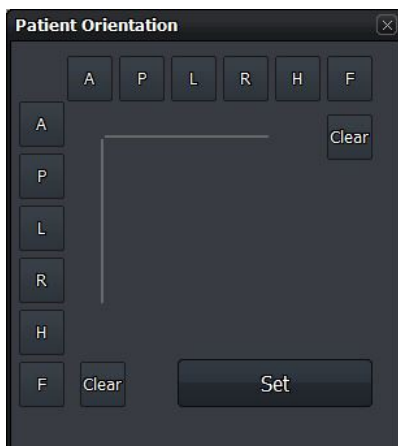 Patient Orientation
A P L R H F
A
Clear
P
L
R
H
F Clear Set